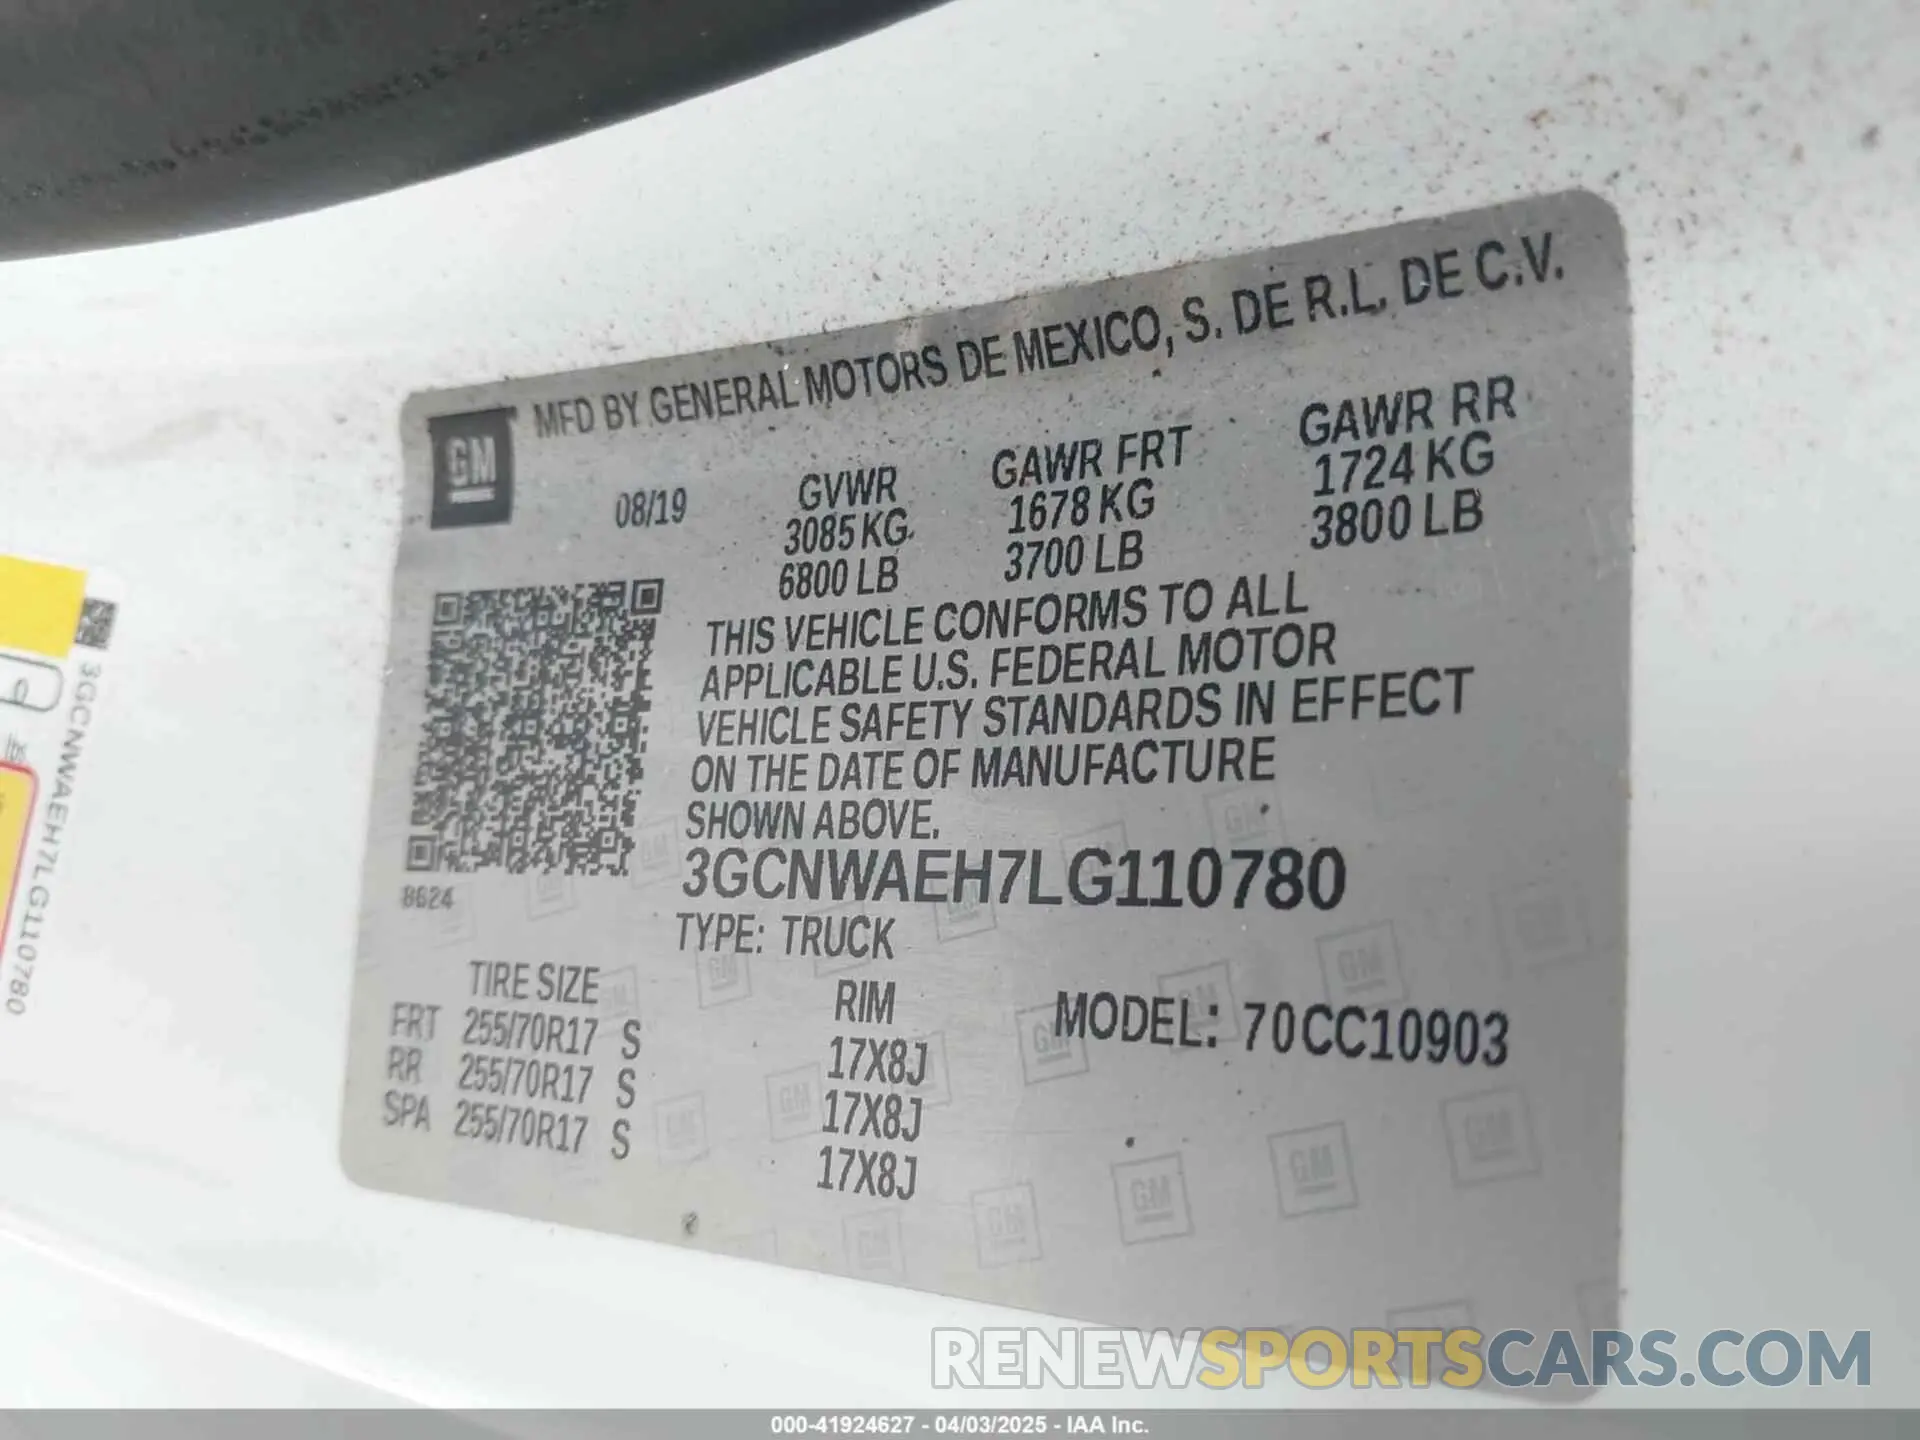 MFD BY GENERAL MOTORS DE MEXICO, S. DE R.L. DE C.V.
GM
08/19
GVWR
3085 KG
6800 LB
GAWR FRT
1678 KG
3700 LB
GAWR RR
1724 KG
3800 LB
THIS VEHICLE CONFORMS TO ALL
APPLICABLE U.S. FEDERAL MOTOR
VEHICLE SAFETY STANDARDS IN EFFECT
ON THE DATE OF MANUFACTURE
SHOWN ABOVE.
8624
3GCNWAEH7LG110780
TYPE: TRUCK
TIRE SIZE
RIM
FRT 255/70R17 S 17X8J
RR 255/70R17 S 17X8J
SPA 255/70R17 S 17X8J
MODEL: 70CC10903
3GCNWAEH7LG110780
RENEWSPORTSCARS.COM
000-41924627 - 04/03/2025 - IAA Inc.